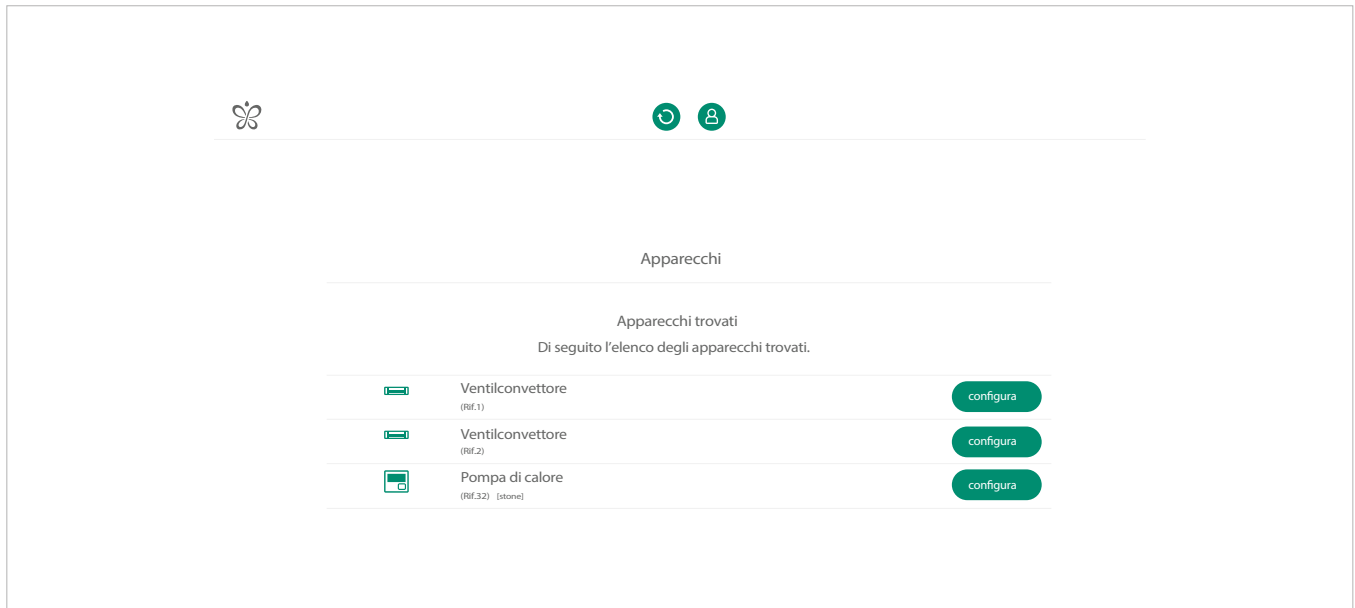 Apparecchi
Apparecchi trovati
Di seguito l'elenco degli apparecchi trovati.
Ventilconvettore
(Rif.1)
configura
Ventilconvettore
(Rif.2)
configura
Pompa di calore
(Rif.32) [stone]
configura